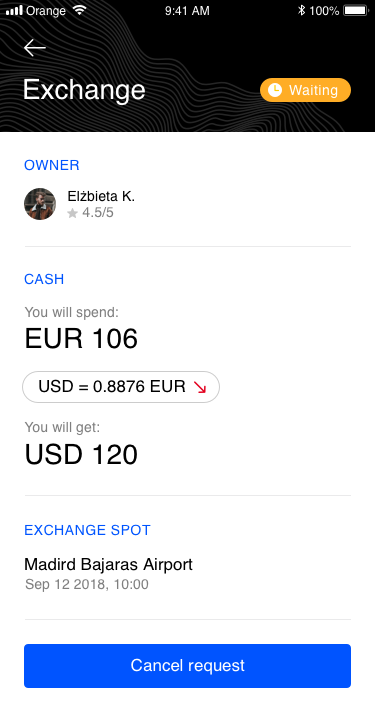 Orange 9:41 AM 100%
Exchange
Waiting
OWNER
Elżbieta K.
4.5/5
CASH
You will spend:
EUR 106
USD = 0.8876 EUR
You will get:
USD 120
EXCHANGE SPOT
Madird Bajaras Airport
Sep 12 2018, 10:00
Cancel request